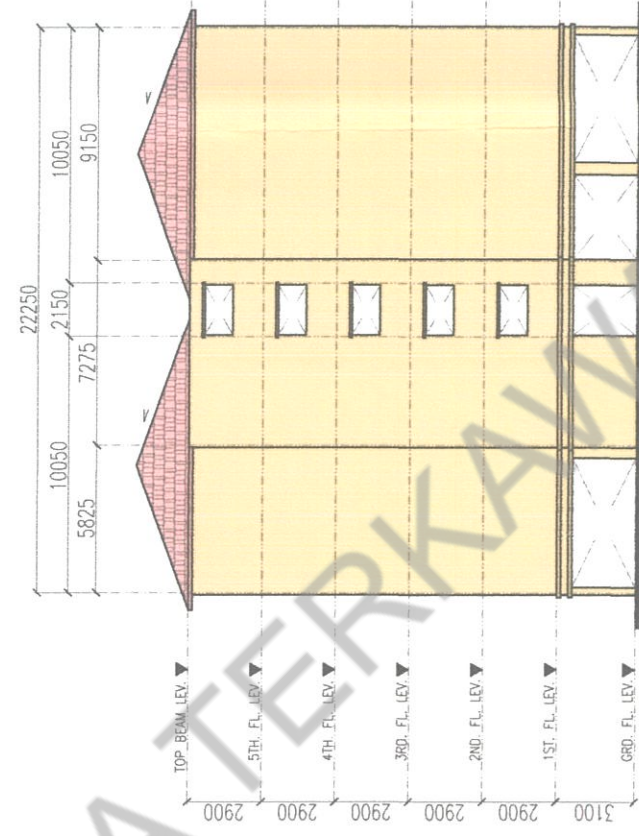 22250
10050 2150 10050
5825 7275 9150
TOP BEAM LEV.
5TH. FL. LEV.
4TH. FL. LEV.
3RD. FL. LEV.
2ND. FL. LEV.
1ST. FL. LEV.
GRD. FL. LEV.
2900
2900
2900
2900
2900
3100
A TERKAW